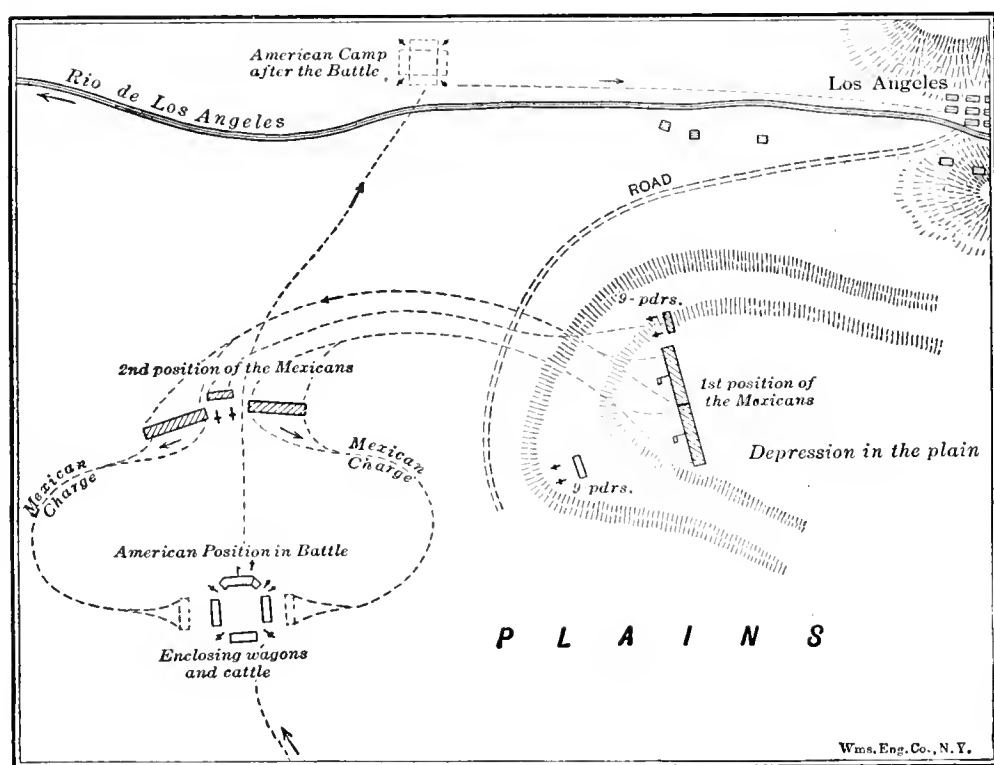 American Camp
after the Battle
Rio de Los Angeles
Los Angeles
ROAD
9-pdrs.
2nd position of the Mexicans
1st position of
the Mexicans
Mexican
Charge
Mexican
Charge
Depression in the plain
9 pdrs.
American Position in Battle
PLAINS
Enclosing wagons
and cattle
Wms. Eng. Co., N. Y.